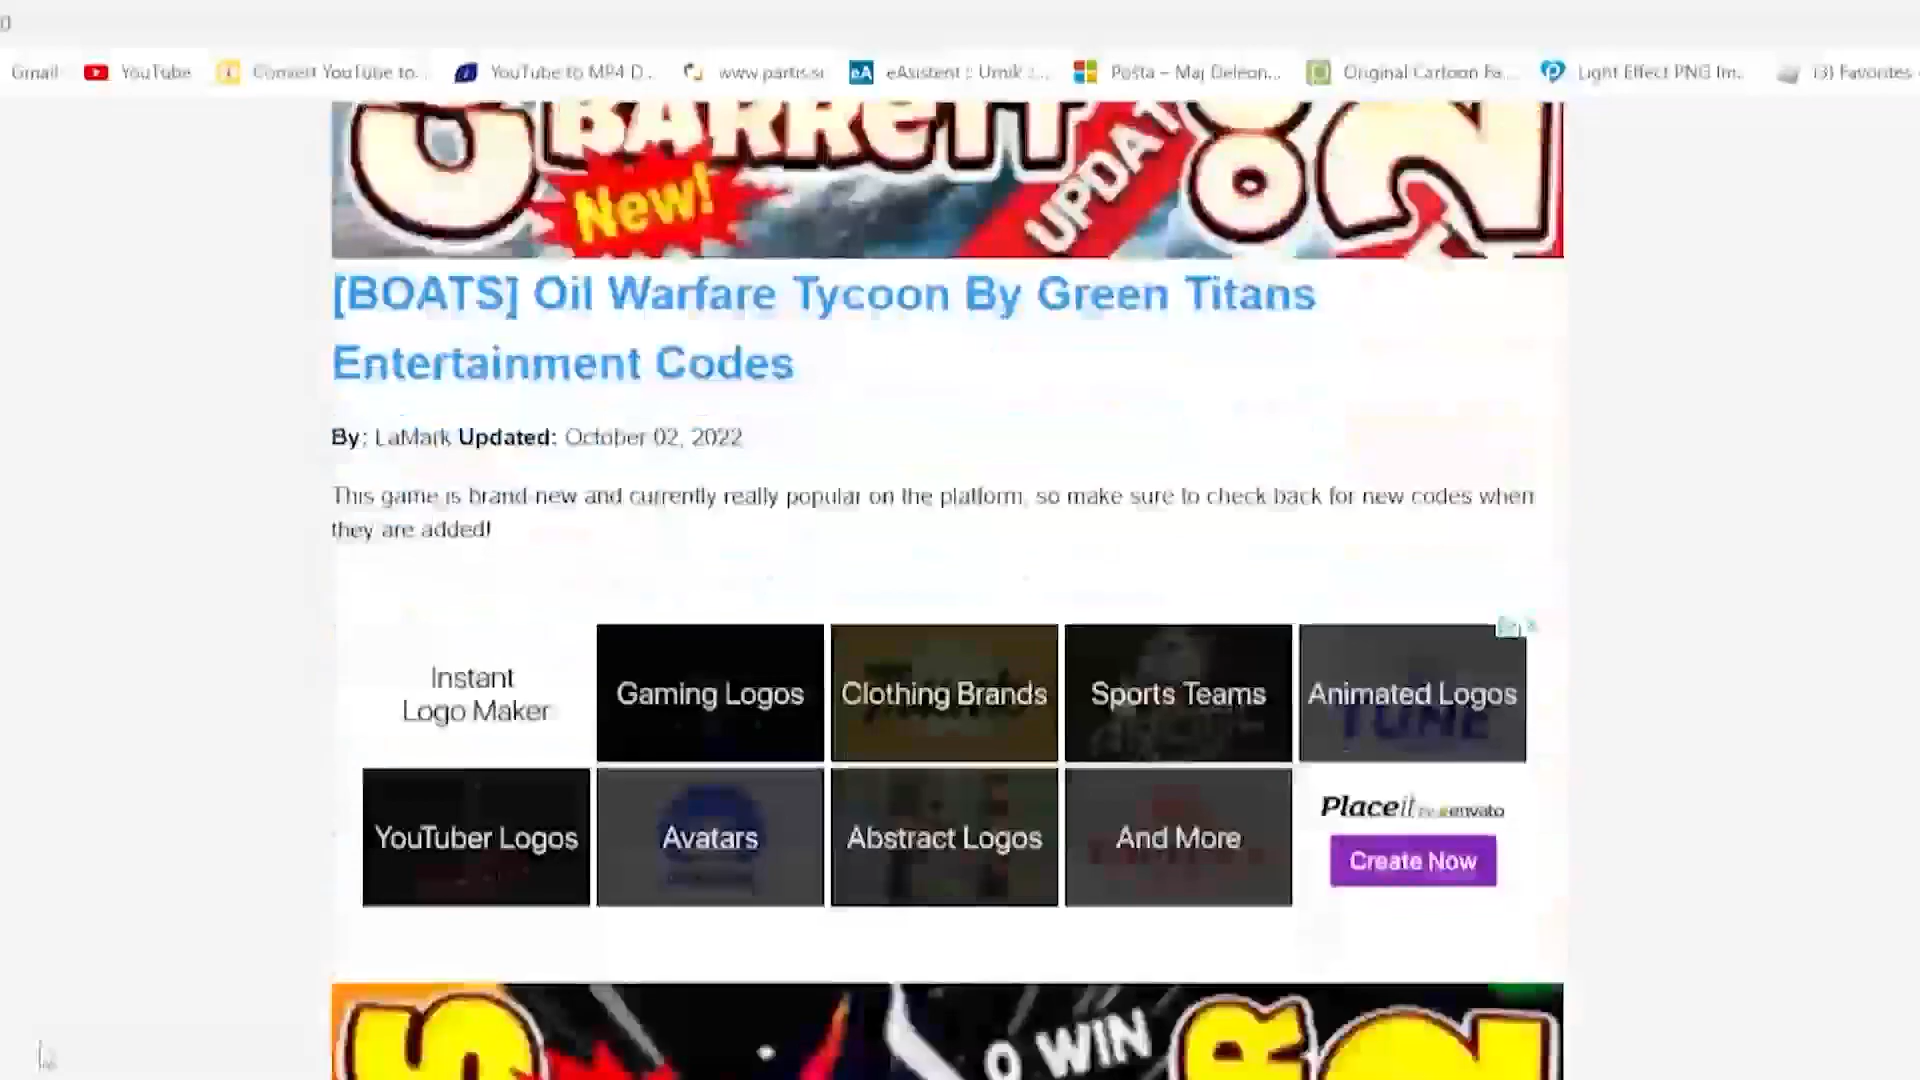 Gmail
YouTube
Convert YouTube to...
YouTube to MP4 D...
www.partis.si
eA
eAsistent :: Urnik :...
Pošta – Maj Deleon...
Original Cartoon Fa...
Light Effect PNG Im...
(3) Favorites
BARRETT
New!
UPDAT
[BOATS] Oil Warfare Tycoon By Green Titans
Entertainment Codes
By: LaMark Updated: October 02, 2022
This game is brand new and currently really popular on the platform, so make sure to check back for new codes when
they are added!
Instant
Logo Maker
Gaming Logos
Clothing Brands
Sports Teams
Animated Logos
YouTuber Logos
Avatars
Abstract Logos
And More
Placeit by envato
Create Now
O WIN